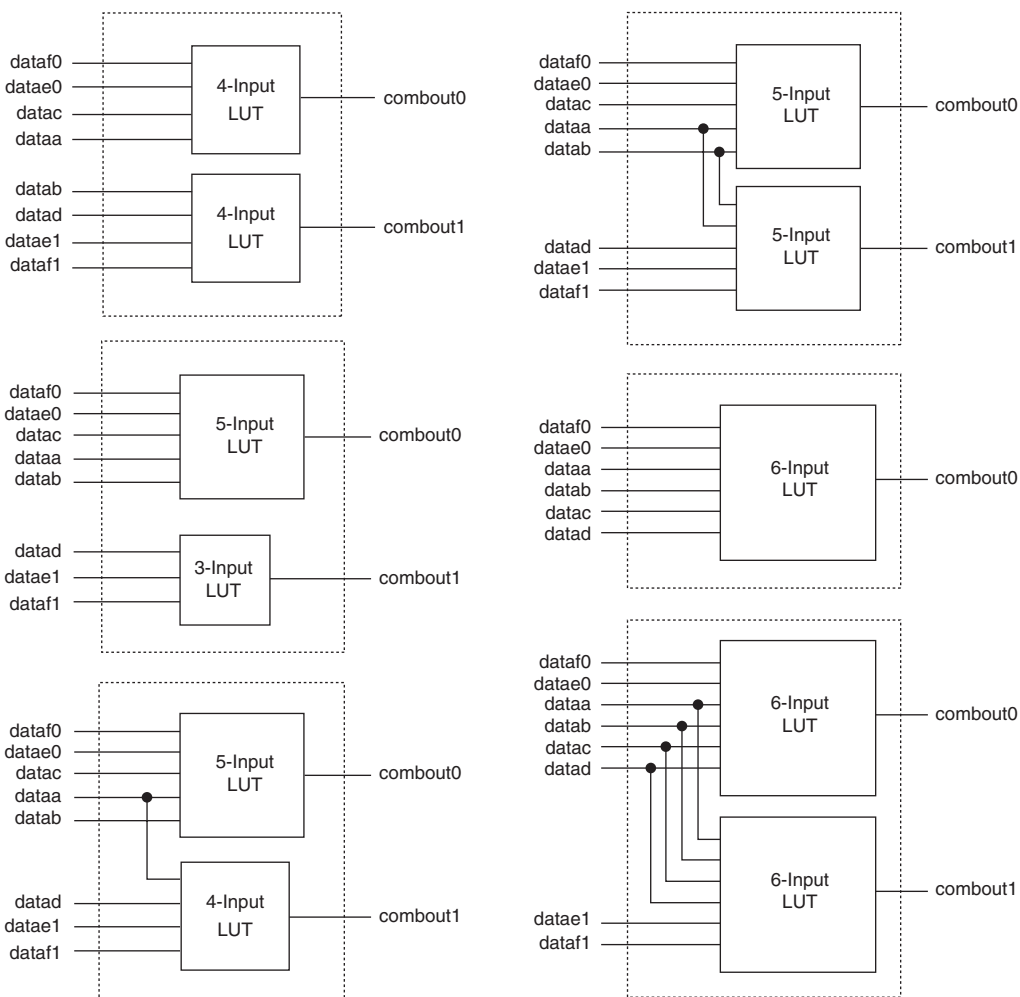 dataf0
datae0
datac
dataa
4-Input
LUT
combout0
datab
datad
datae1
dataf1
4-Input
LUT
combout1
dataf0
datae0
datac
dataa
datab
5-Input
LUT
combout0
datad
datae1
dataf1
3-Input
LUT
combout1
dataf0
datae0
datac
dataa
datab
5-Input
LUT
combout0
datad
datae1
dataf1
4-Input
LUT
combout1
dataf0
datae0
datac
dataa
datab
5-Input
LUT
combout0
datad
datae1
dataf1
5-Input
LUT
combout1
dataf0
datae0
dataa
datab
datac
datad
6-Input
LUT
combout0
dataf0
datae0
dataa
datab
datac
datad
6-Input
LUT
combout0
datae1
dataf1
6-Input
LUT
combout1